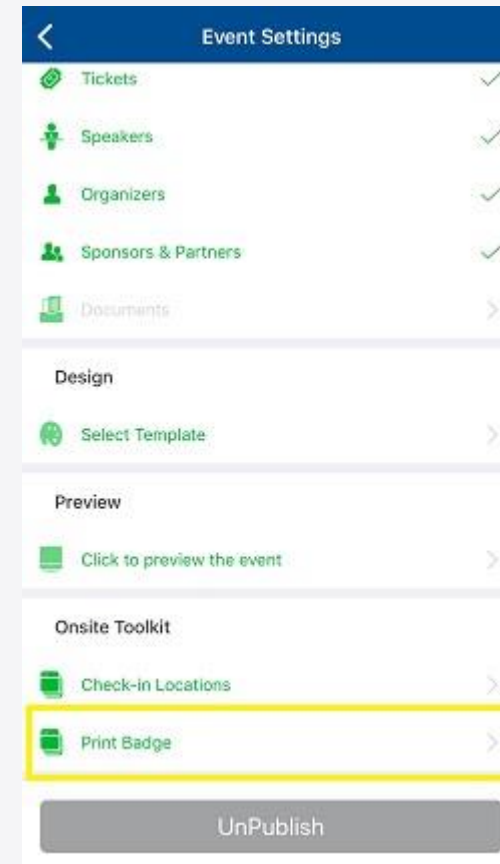 Event Settings
Tickets
Speakers
Organizers
Sponsors & Partners
Documents
Design
Select Template
Preview
Click to preview the event
Onsite Toolkit
Check-in Locations
Print Badge
UnPublish